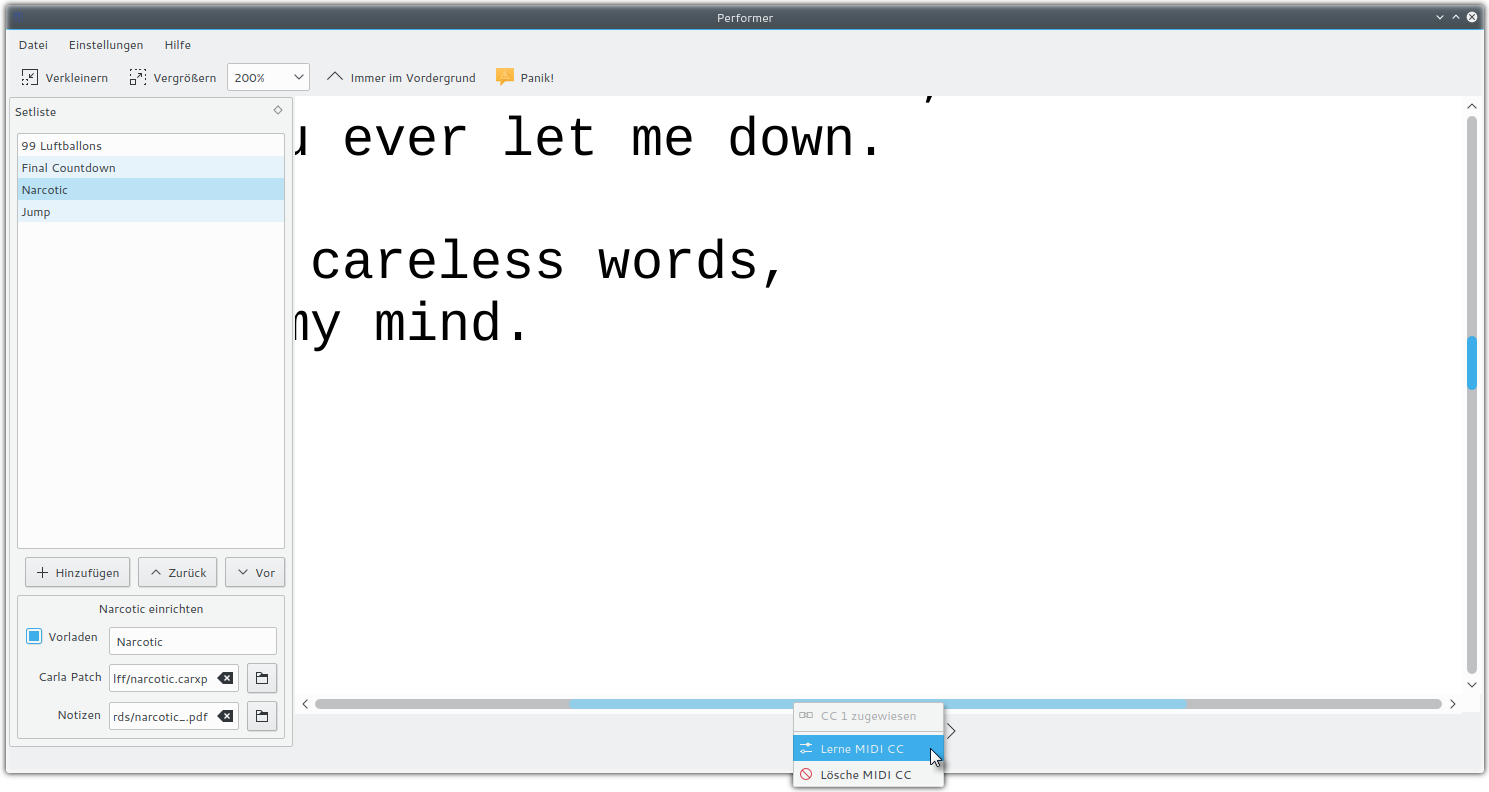 Performer
Datei Einstellungen Hilfe
Verkleinern Vergrößern 200% Immer im Vordergrund Panik!
Setliste
99 Luftballons
Final Countdown
Narcotic
Jump
Hinzufügen Zurück Vor
Narcotic einrichten
Vorladen Narcotic
Carla Patch lff/narcotic.carxp
Notizen rds/narcotic_.pdf
u ever let me down.
careless words,
my mind.
CC 1 zugewiesen
Lerne MIDI CC
Lösche MIDI CC